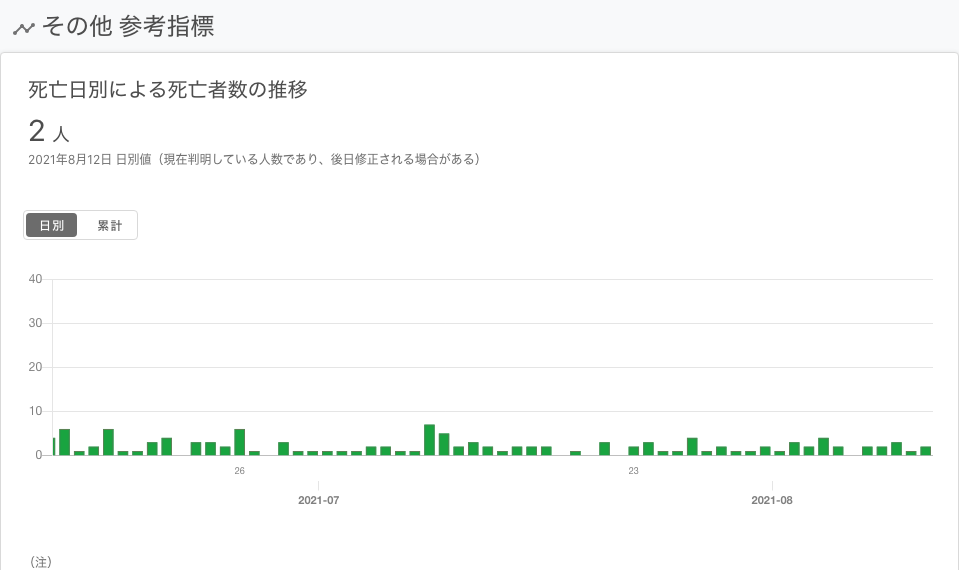 その他 参考指標
死亡日別による死亡者数の推移
2 人
2021年8月12日 日別値（現在判明している人数であり、後日修正される場合がある）
日別 累計
40
30
20
10
0
26 23
2021-07 2021-08
（注）